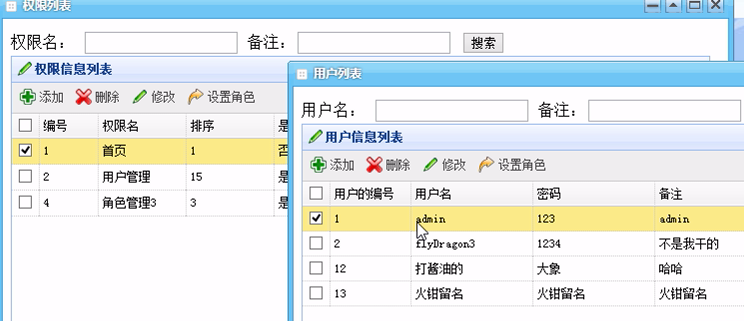 权限列表
权限名： 备注： 搜索
权限信息列表
添加 删除 修改 设置角色
编号 权限名 排序 是
1 首页 1 否
2 用户管理 15 是
4 角色管理3 3 是
用户列表
用户名： 备注：
用户信息列表
添加 删除 修改 设置角色
用户的编号 用户名 密码 备注
1 admin 123 admin
2 flyDragon3 1234 不是我干的
12 打酱油的 大象 哈哈
13 火钳留名 火钳留名 火钳留名